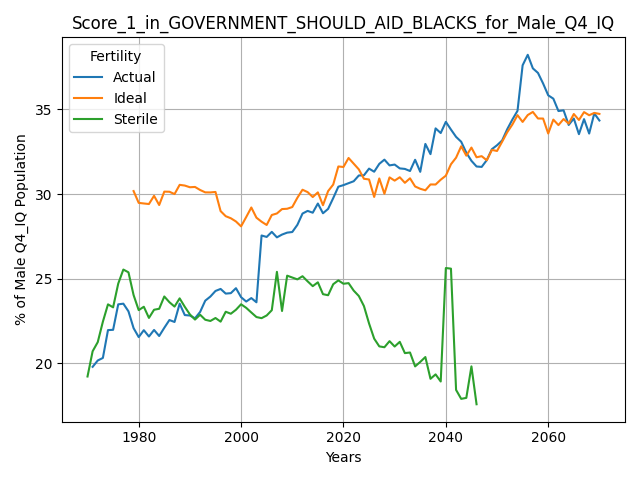 Score_1_in_GOVERNMENT_SHOULD_AID_BLACKS_for_Male_Q4_IQ
Fertility
Actual
Ideal
Sterile
% of Male Q4_IQ Population
35
30
25
20
1980
2000
2020
2040
2060
Years